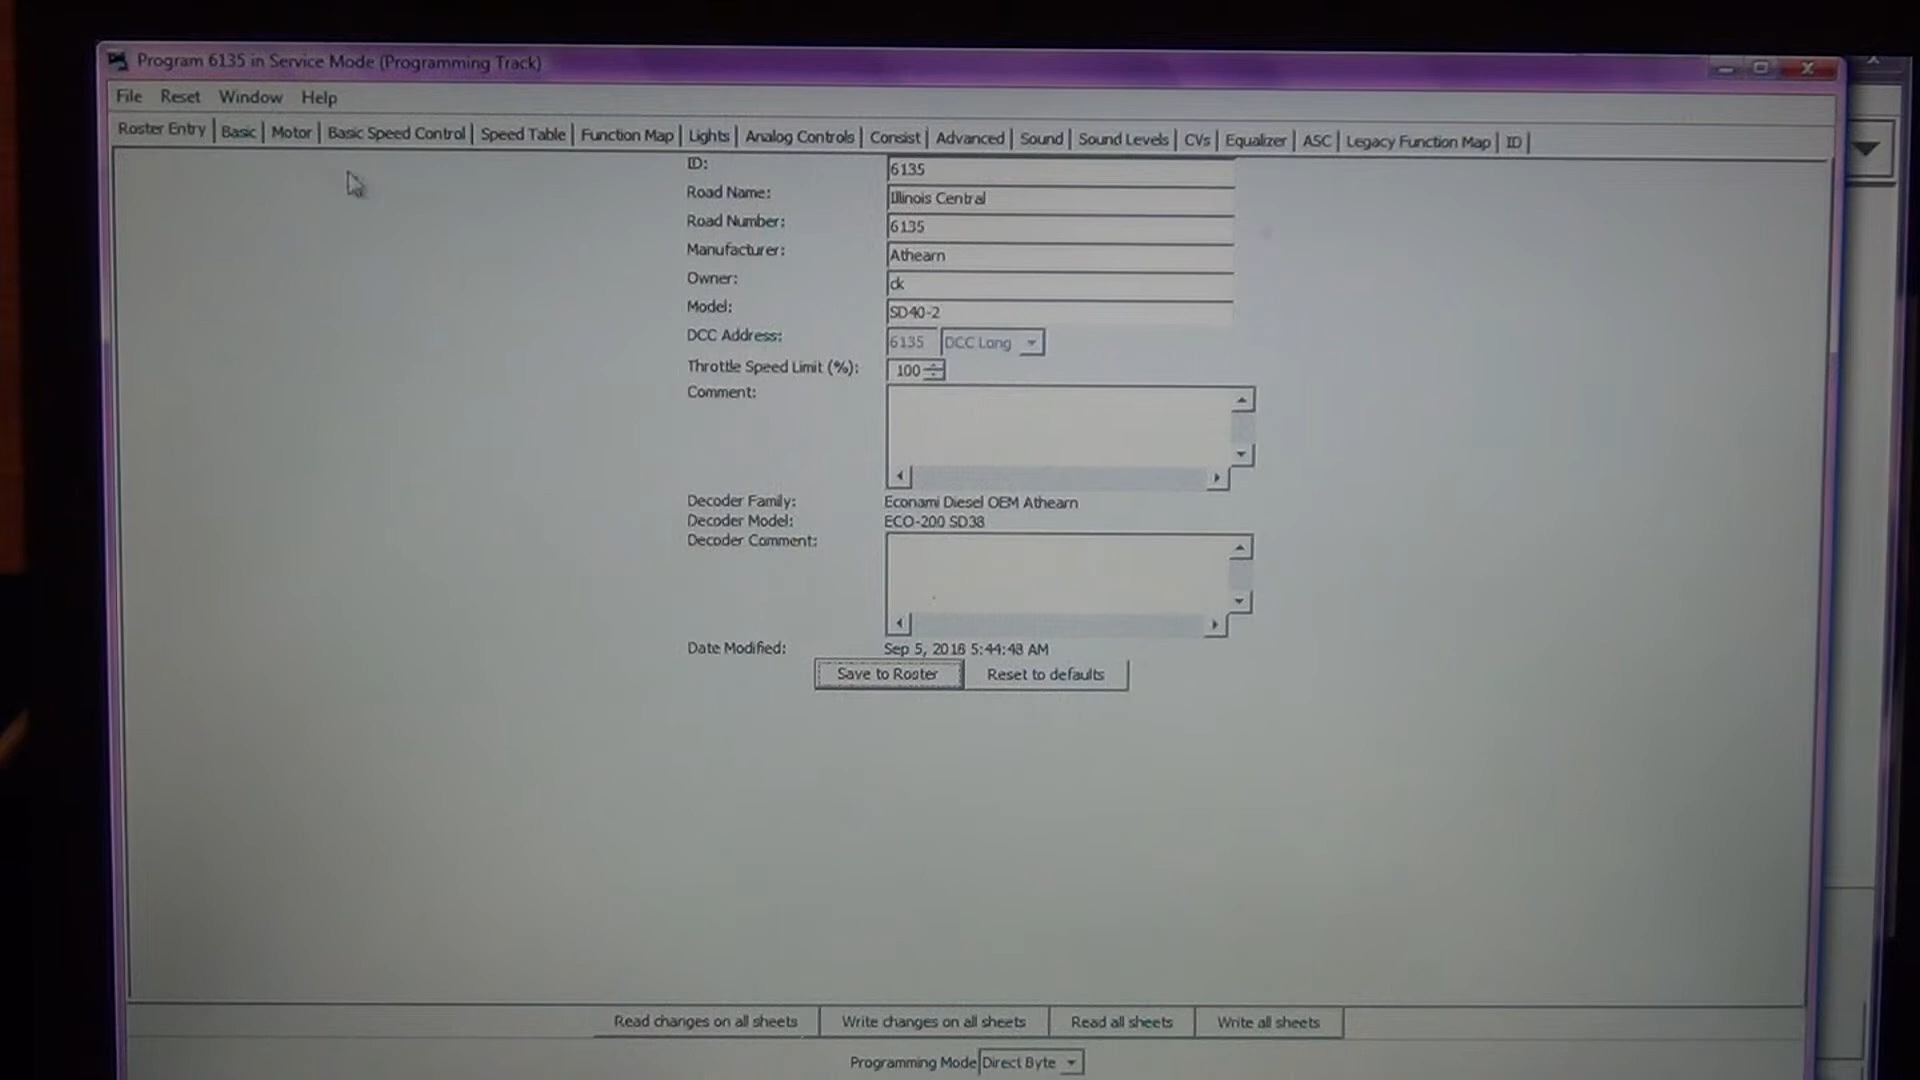 Program 6135 in Service Mode (Programming Track)
File Reset Window Help
Roster Entry Basic Motor Basic Speed Control Speed Table Function Map Lights Analog Controls Consist Advanced Sound Sound Levels CVs Equalizer ASC Legacy Function Map ID
ID: 6135
Road Name: Illinois Central
Road Number: 6135
Manufacturer: Athearn
Owner: ck
Model: SD40-2
DCC Address: 6135 DCC Long
Throttle Speed Limit (%): 100
Comment:
Decoder Family: Econami Diesel OEM Athearn
Decoder Model: ECO-200 SD38
Decoder Comment:
Date Modified: Sep 5, 2016 5:44:48 AM
Save to Roster Reset to defaults
Read changes on all sheets Write changes on all sheets Read all sheets Write all sheets
Programming Mode Direct Byte